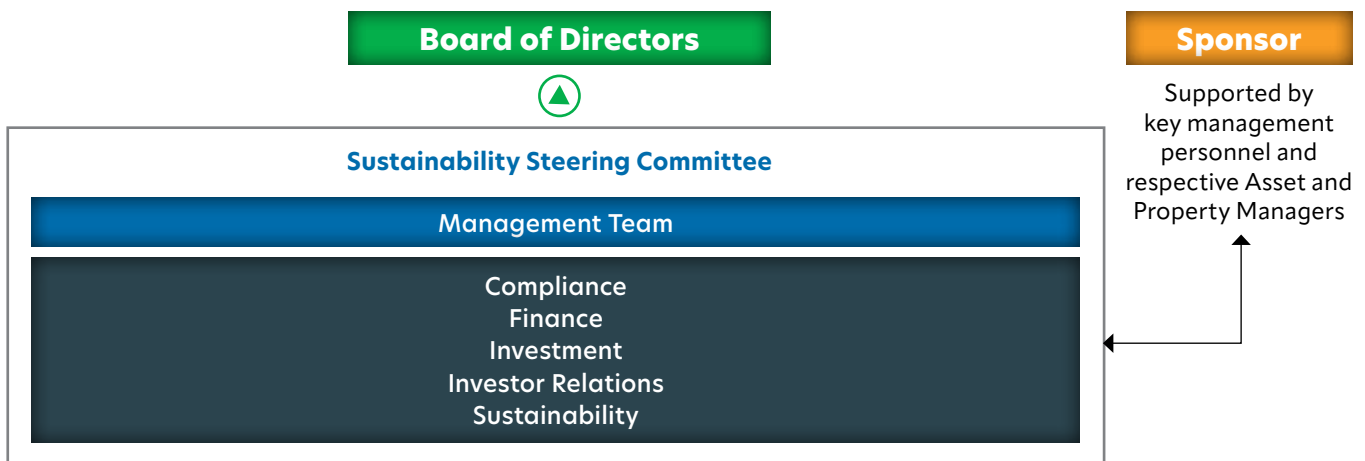 Board of Directors
Sponsor
Supported by
key management
personnel and
respective Asset and
Property Managers
Sustainability Steering Committee
Management Team
Compliance
Finance
Investment
Investor Relations
Sustainability